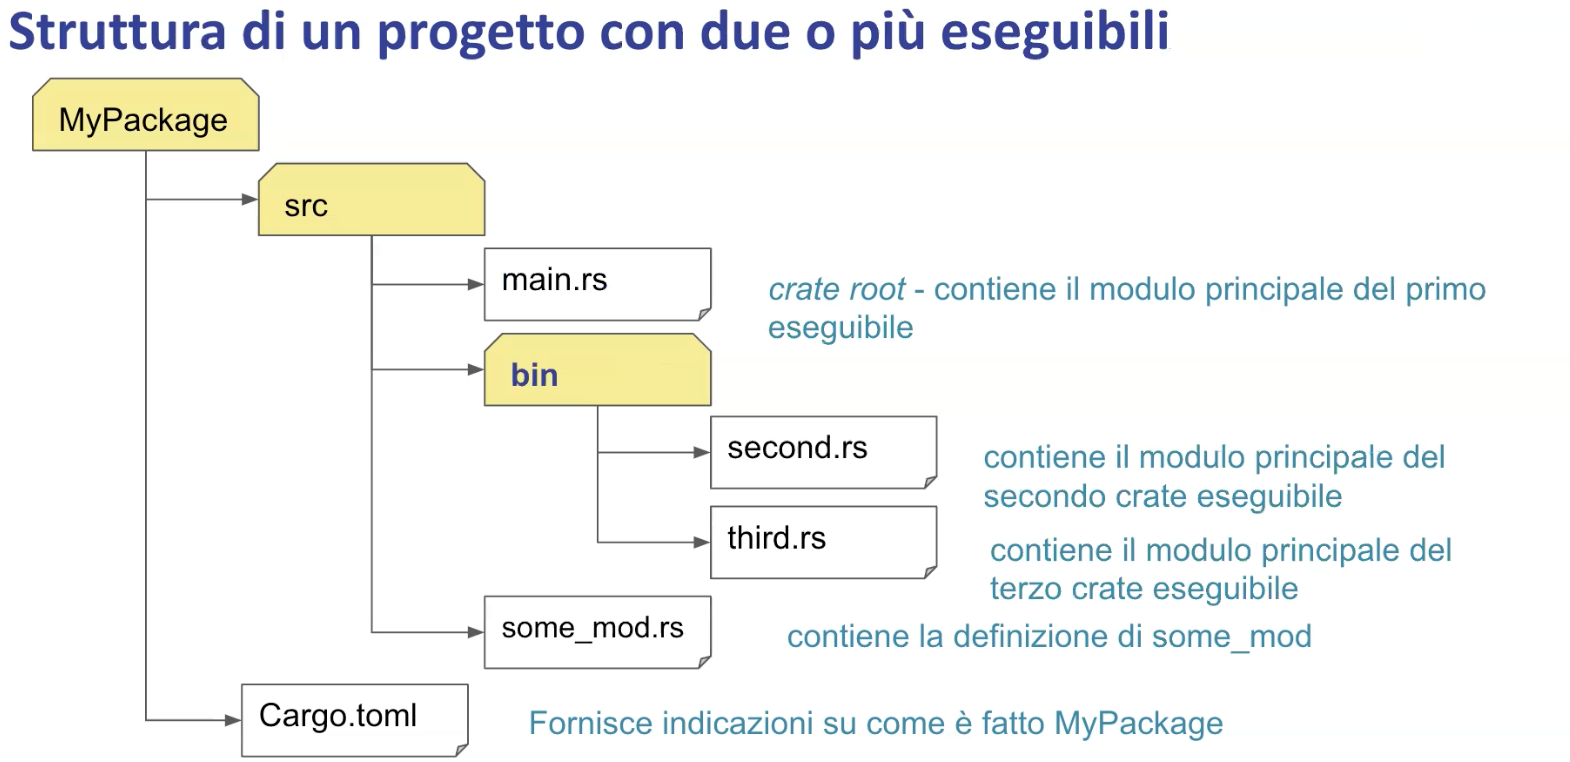 Struttura di un progetto con due o più eseguibili
MyPackage
src
main.rs
crate root - contiene il modulo principale del primo
eseguibile
bin
second.rs
contiene il modulo principale del
secondo crate eseguibile
third.rs
contiene il modulo principale del
terzo crate eseguibile
some_mod.rs
contiene la definizione di some_mod
Cargo.toml
Fornisce indicazioni su come è fatto MyPackage